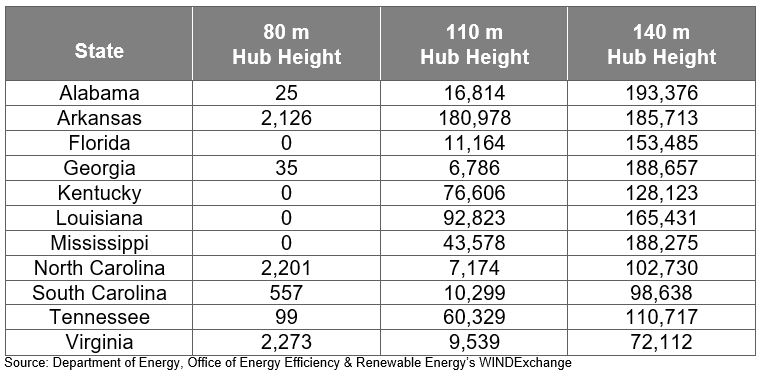 State 80 m Hub Height 110 m Hub Height 140 m Hub Height
Alabama 25 16,814 193,376
Arkansas 2,126 180,978 185,713
Florida 0 11,164 153,485
Georgia 35 6,786 188,657
Kentucky 0 76,606 128,123
Louisiana 0 92,823 165,431
Mississippi 0 43,578 188,275
North Carolina 2,201 7,174 102,730
South Carolina 557 10,299 98,638
Tennessee 99 60,329 110,717
Virginia 2,273 9,539 72,112
Source: Department of Energy, Office of Energy Efficiency & Renewable Energy's WINDExchange